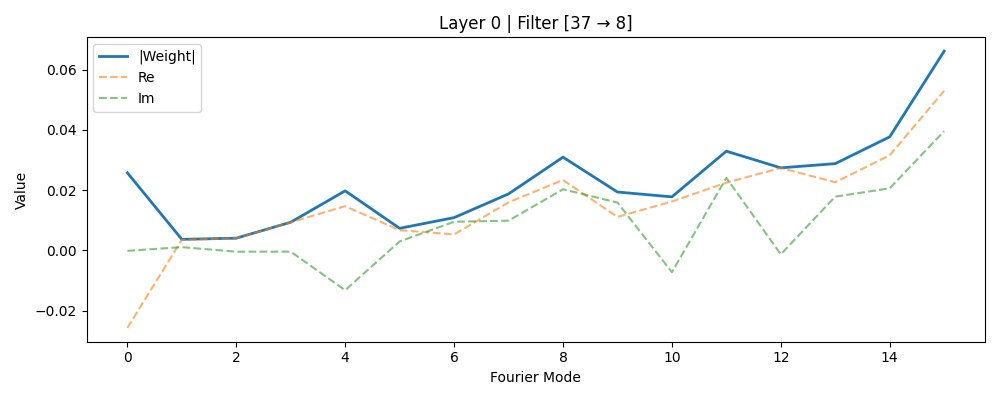 Layer 0 | Filter [37 → 8]
|Weight|
Re
Im
0.06
0.04
0.02
0.00
−0.02
Value
0 2 4 6 8 10 12 14
Fourier Mode